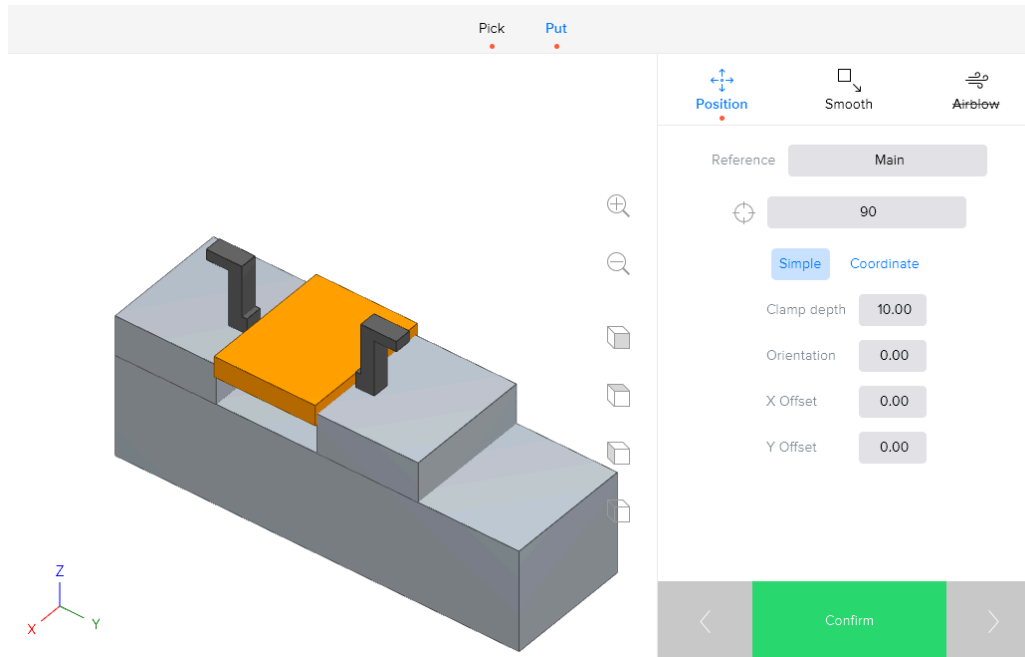 Pick Put
Position Smooth Airblow
Reference Main
90
Simple Coordinate
Clamp depth 10.00
Orientation 0.00
X Offset 0.00
Y Offset 0.00
Z
X Y
Confirm